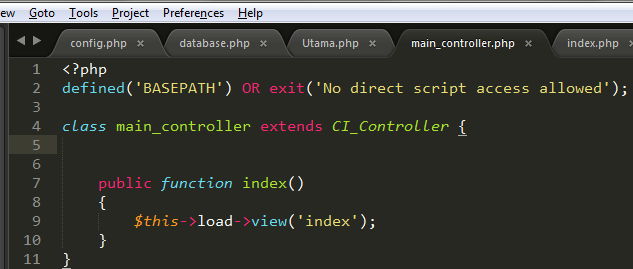 ew Goto Tools Project Preferences Help
config.php × database.php × Utama.php × main_controller.php × index.php ×
1 <?php
2 defined('BASEPATH') OR exit('No direct script access allowed');
3
4 class main_controller extends CI_Controller {
5
6
7 public function index()
8 {
9 $this->load->view('index');
10 }
11 }